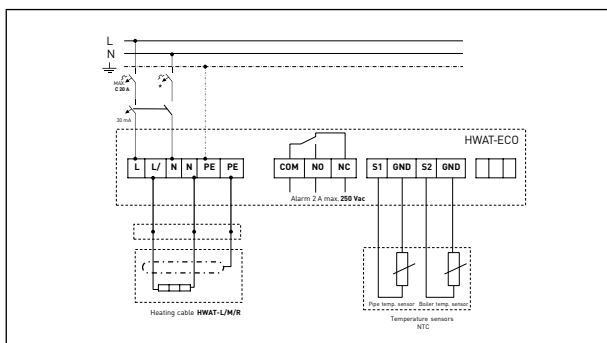 L
N
MAX.
C 20 A
*
30 mA
HWAT-ECO
L L/ N N PE PE COM NO NC S1 GND S2 GND
Alarm 2 A max. 250 Vac
Pipe temp. sensor Boiler temp. sensor
Heating cable HWAT-L/M/R
Temperature sensors
NTC